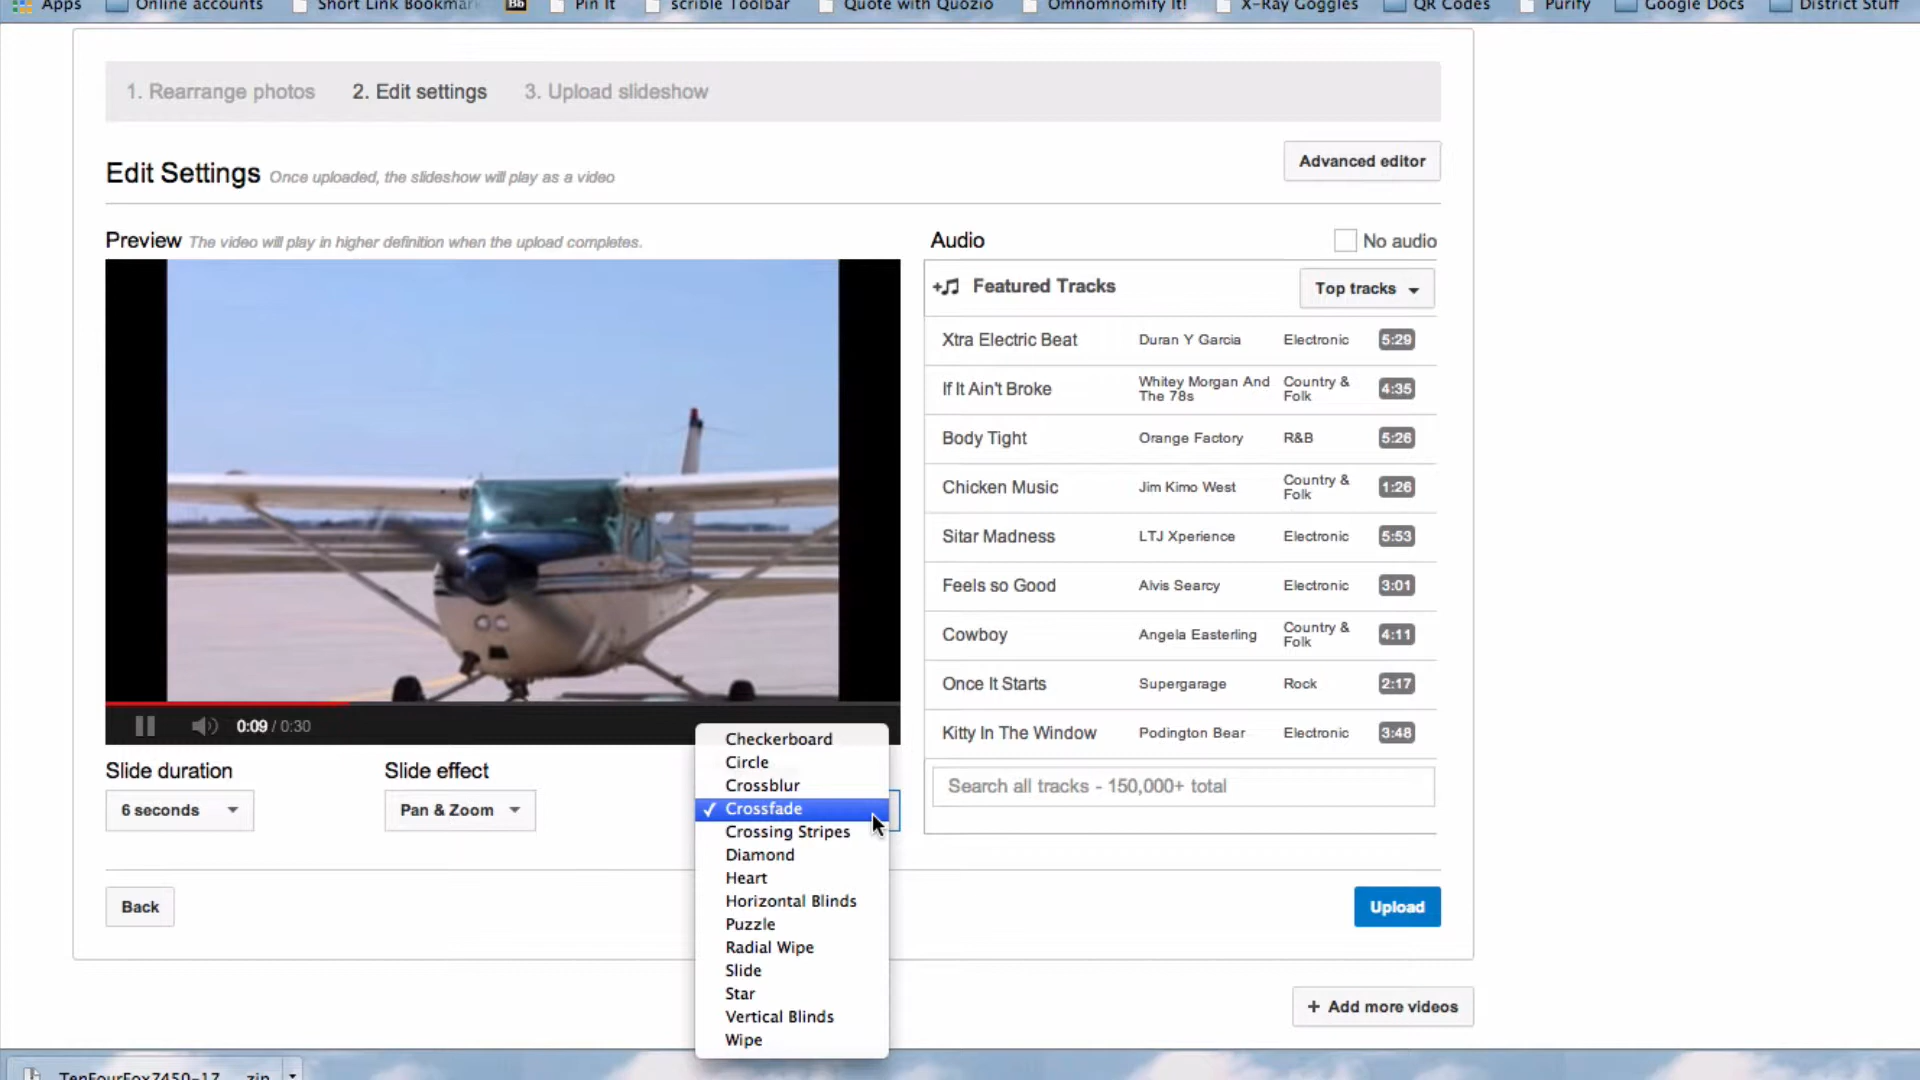 Apps Online accounts Short Link Bookmar Bb Pin It scrible Toolbar Quote with Quozio Omnomnomify It! X-Ray Goggles QR Codes Purify Google Docs District Stuff
1. Rearrange photos 2. Edit settings 3. Upload slideshow
Edit Settings Once uploaded, the slideshow will play as a video
Advanced editor
Preview The video will play in higher definition when the upload completes.
Audio
No audio
Featured Tracks
Top tracks
Xtra Electric Beat Duran Y Garcia Electronic 5:29
If It Ain't Broke Whitey Morgan And The 78s Country & Folk 4:35
Body Tight Orange Factory R&B 5:26
Chicken Music Jim Kimo West Country & Folk 1:26
Sitar Madness LTJ Xperience Electronic 5:53
Feels so Good Alvis Searcy Electronic 3:01
Cowboy Angela Easterling Country & Folk 4:11
Once It Starts Supergarage Rock 2:17
Kitty In The Window Podington Bear Electronic 3:48
Search all tracks - 150,000+ total
0:09 / 0:30
Slide duration
6 seconds
Slide effect
Pan & Zoom
Checkerboard
Circle
Crossblur
✓ Crossfade
Crossing Stripes
Diamond
Heart
Horizontal Blinds
Puzzle
Radial Wipe
Slide
Star
Vertical Blinds
Wipe
Back
Upload
+ Add more videos
TenFourFox7450-17 zip